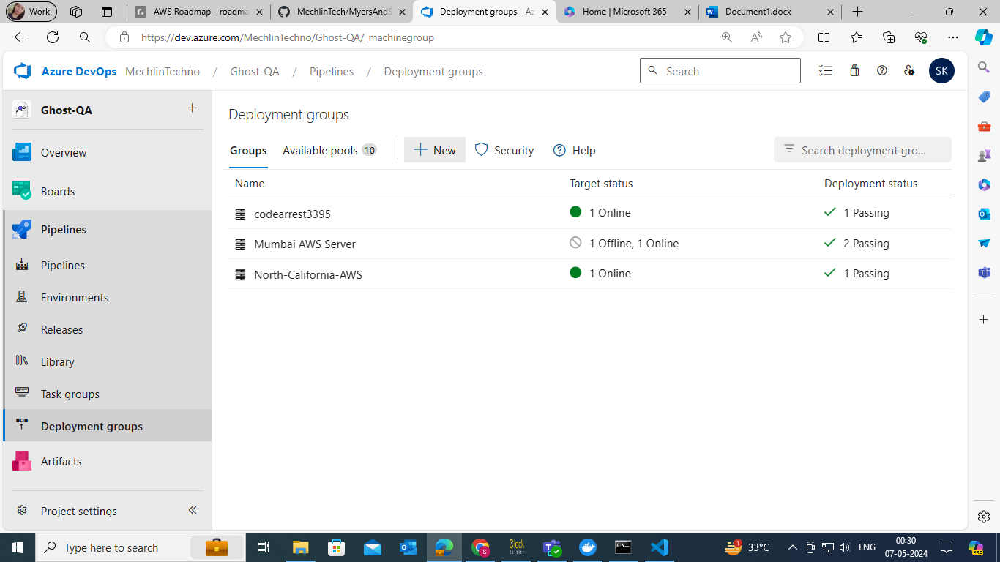 Work
AWS Roadmap - roadma
MechlinTech/MyersAndS
Deployment groups - Az
Home | Microsoft 365
Document1.docx
https://dev.azure.com/MechlinTechno/Ghost-QA/_machinegroup
Azure DevOps MechlinTechno / Ghost-QA / Pipelines / Deployment groups
Search
SK
Ghost-QA
Overview
Boards
Pipelines
Pipelines
Environments
Releases
Library
Task groups
Deployment groups
Artifacts
Project settings
Deployment groups
Groups Available pools 10 New Security Help
Search deployment gro...
Name Target status Deployment status
codearrest3395 1 Online 1 Passing
Mumbai AWS Server 1 Offline, 1 Online 2 Passing
North-California-AWS 1 Online 1 Passing
Type here to search
Clock
33°C
ENG
00:30
07-05-2024